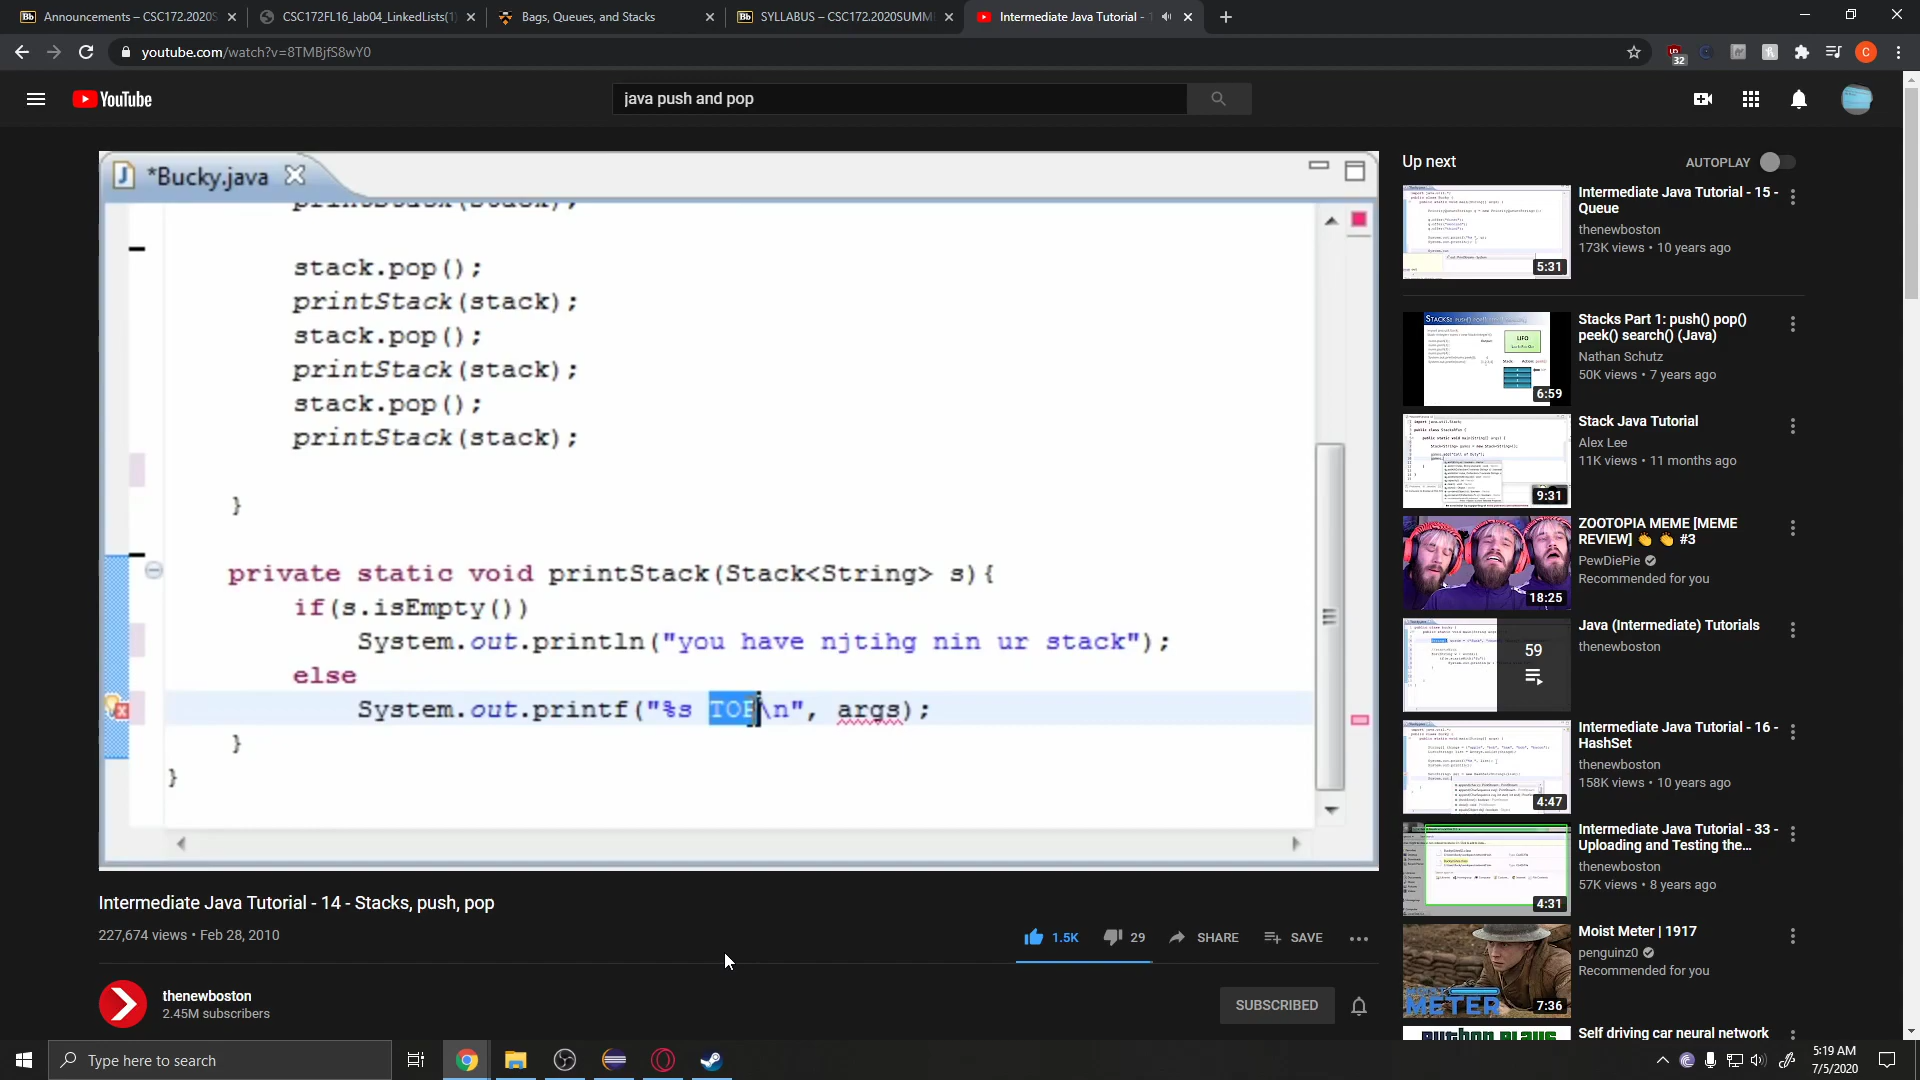 Announcements – CSC172.2020S
CSC172FL16_lab04_LinkedLists(1)
Bags, Queues, and Stacks
SYLLABUS – CSC172.2020SUMM
Intermediate Java Tutorial -
youtube.com/watch?v=8TMBjfS8wY0
32
C
YouTube
java push and pop
*Bucky.java
printStack(stack);
stack.pop();
printStack(stack);
stack.pop();
printStack(stack);
stack.pop();
printStack(stack);
}
private static void printStack(Stack<String> s){
if(s.isEmpty())
System.out.println("you have njtihg nin ur stack");
else
System.out.printf("%s TOP\n", args);
}
}
Intermediate Java Tutorial - 14 - Stacks, push, pop
227,674 views • Feb 28, 2010
1.5K
29
SHARE
SAVE
thenewboston
2.45M subscribers
SUBSCRIBED
Up next
AUTOPLAY
5:31
Intermediate Java Tutorial - 15 -
Queue
thenewboston
173K views • 10 years ago
LIFO
6:59
Stacks Part 1: push() pop()
peek() search() (Java)
Nathan Schutz
50K views • 7 years ago
9:31
Stack Java Tutorial
Alex Lee
11K views • 11 months ago
18:25
ZOOTOPIA MEME [MEME
REVIEW] 👏 👏 #3
PewDiePie
Recommended for you
59
Java (Intermediate) Tutorials
thenewboston
4:47
Intermediate Java Tutorial - 16 -
HashSet
thenewboston
158K views • 10 years ago
4:31
Intermediate Java Tutorial - 33 -
Uploading and Testing the...
thenewboston
57K views • 8 years ago
METER
7:36
Moist Meter | 1917
penguinz0
Recommended for you
Self driving car neural network
Type here to search
5:19 AM
7/5/2020